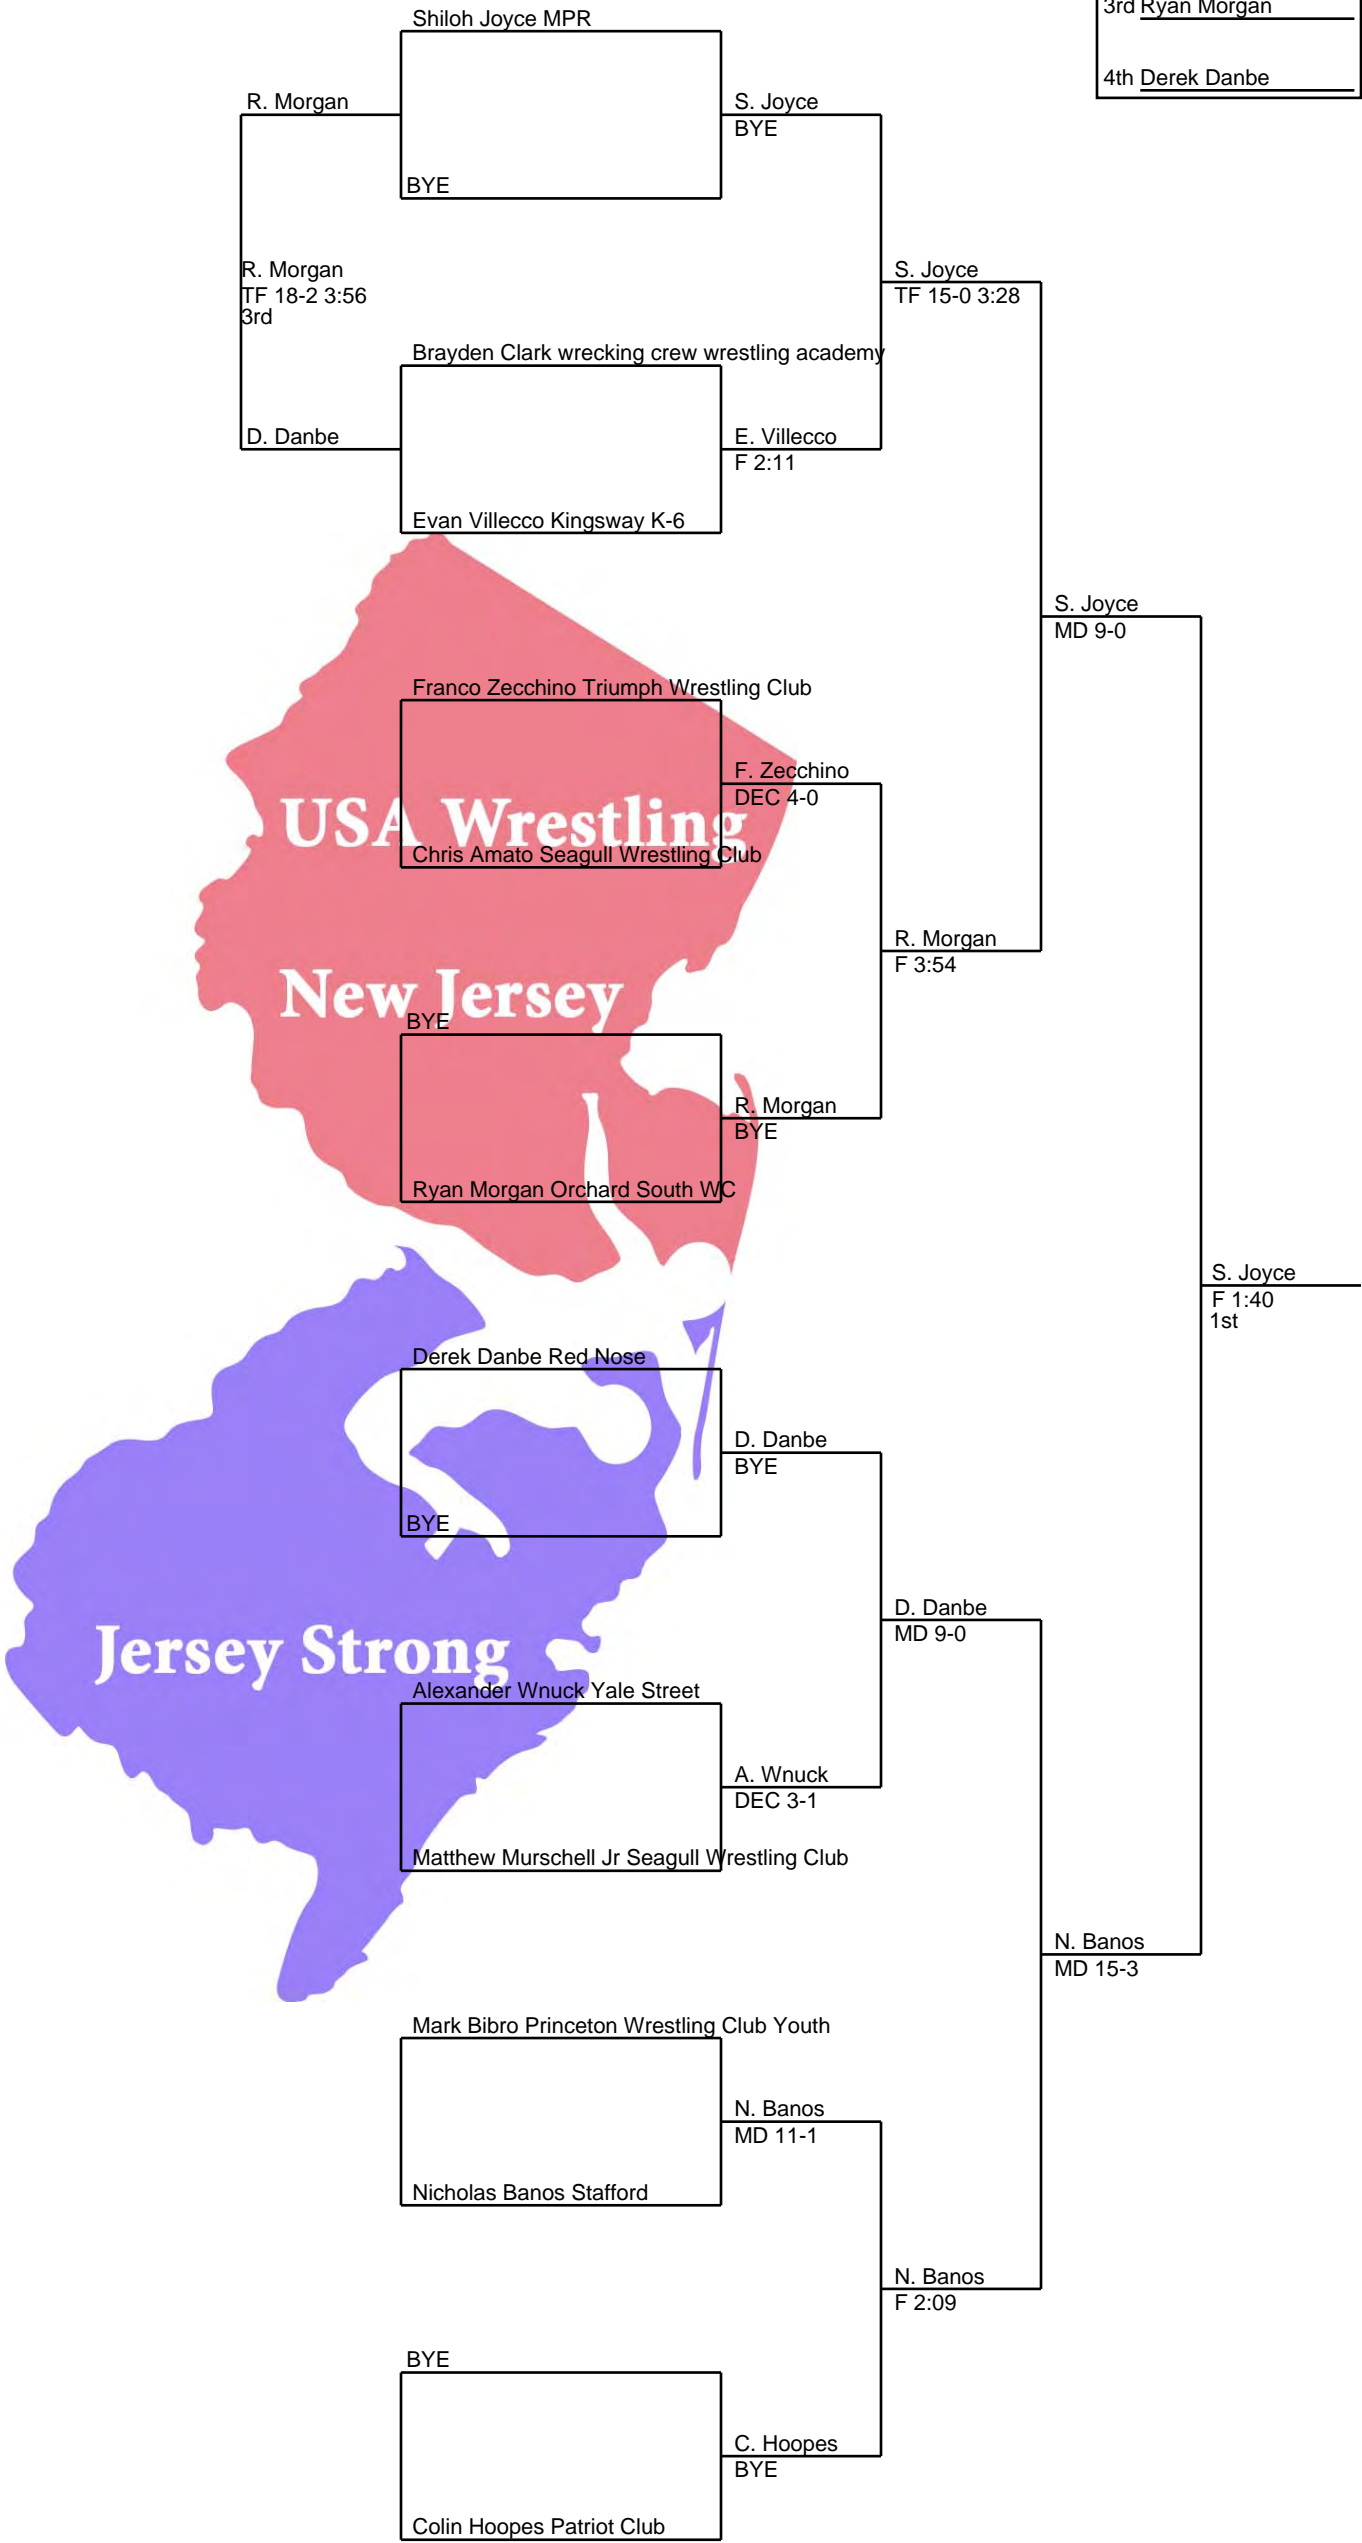 3rd Ryan Morgan
4th Derek Danbe
Shiloh Joyce MPR
R. Morgan
S. Joyce
BYE
BYE
R. Morgan
TF 18-2 3:56
3rd
S. Joyce
TF 15-0 3:28
Brayden Clark wrecking crew wrestling academy
D. Danbe
E. Villecco
F 2:11
Evan Villecco Kingsway K-6
S. Joyce
MD 9-0
Franco Zecchino Triumph Wrestling Club
F. Zecchino
DEC 4-0
USA Wrestling
Chris Amato Seagull Wrestling Club
R. Morgan
F 3:54
New Jersey
BYE
R. Morgan
BYE
Ryan Morgan Orchard South WC
S. Joyce
F 1:40
1st
Derek Danbe Red Nose
D. Danbe
BYE
BYE
D. Danbe
MD 9-0
Jersey Strong
Alexander Wnuck Yale Street
A. Wnuck
DEC 3-1
Matthew Murschell Jr Seagull Wrestling Club
N. Banos
MD 15-3
Mark Bibro Princeton Wrestling Club Youth
N. Banos
MD 11-1
Nicholas Banos Stafford
N. Banos
F 2:09
BYE
C. Hoopes
BYE
Colin Hoopes Patriot Club